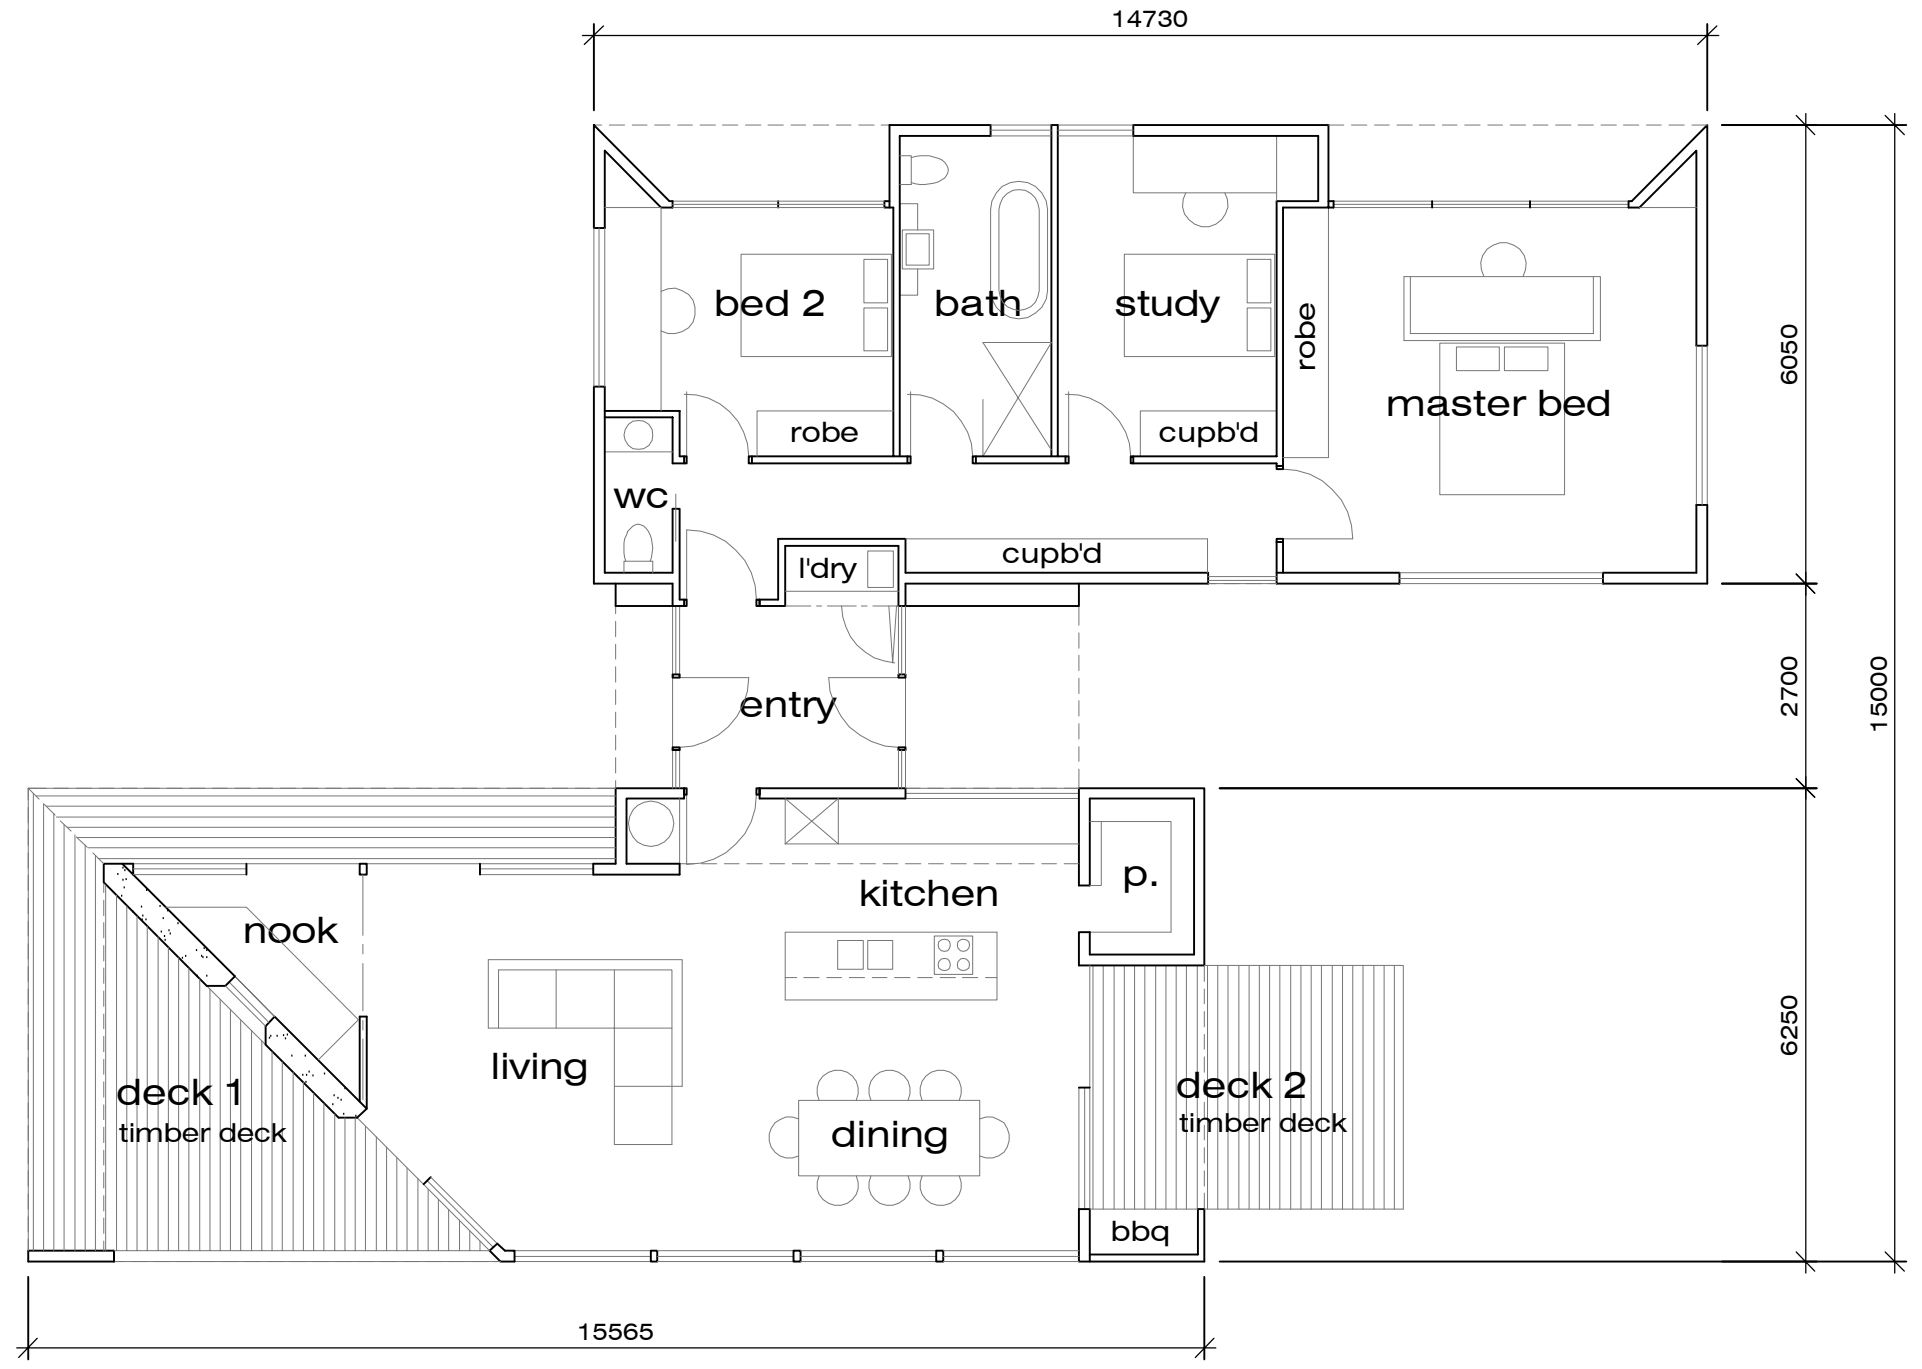 14730
bed 2
bath
study
robe
master bed
6050
robe
cupb'd
wc
cupb'd
l'dry
entry
2700
15000
p.
kitchen
nook
living
deck 1
timber deck
dining
deck 2
timber deck
6250
bbq
15565